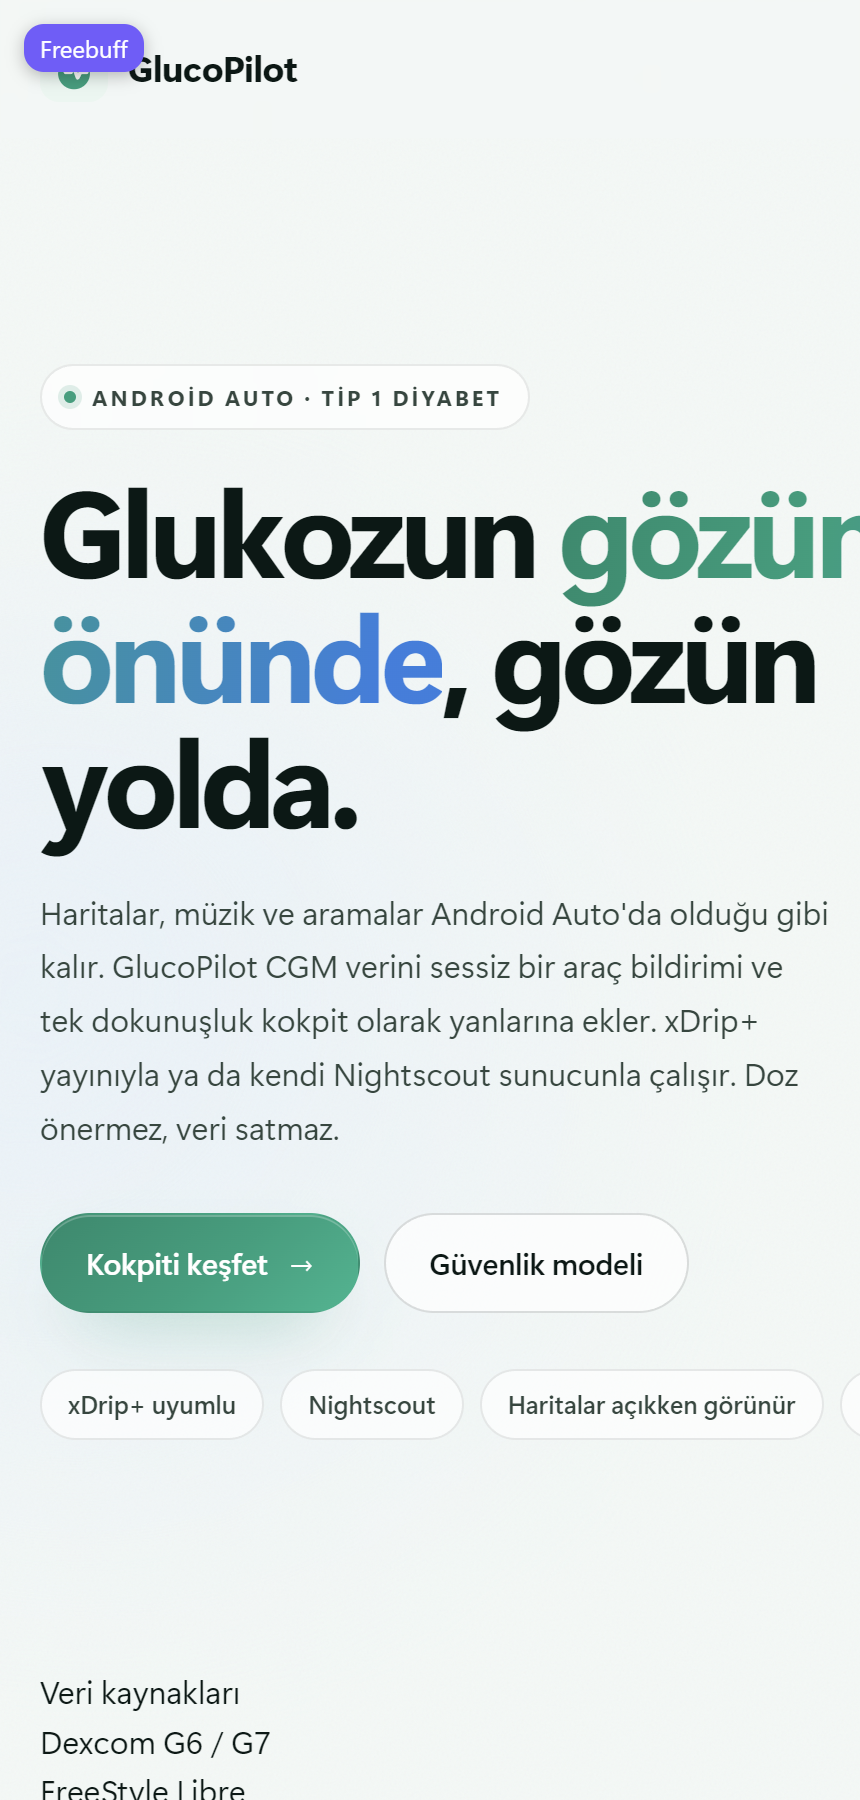 Freebuff
GlucoPilot
ANDROİD AUTO · TİP 1 DİYABET
Glukozun gözün
önünde, gözün
yolda.
Haritalar, müzik ve aramalar Android Auto'da olduğu gibi
kalır. GlucoPilot CGM verini sessiz bir araç bildirimi ve
tek dokunuşluk kokpit olarak yanlarına ekler. xDrip+
yayınıyla ya da kendi Nightscout sunucunla çalışır. Doz
önermez, veri satmaz.
Kokpiti keşfet →
Güvenlik modeli
xDrip+ uyumlu
Nightscout
Haritalar açıkken görünür
Veri kaynakları
Dexcom G6 / G7
FreeStyle Libre